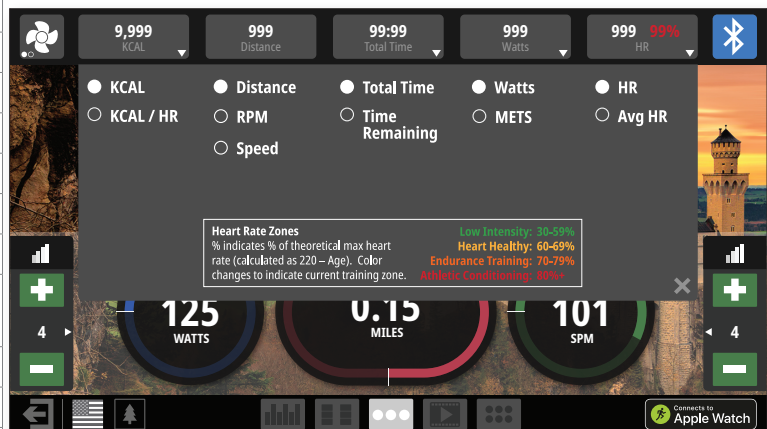 9,999
KCAL
999
Distance
99:99
Total Time
999
Watts
999 99%
HR
KCAL
KCAL / HR
Distance
RPM
Speed
Total Time
Time
Remaining
Watts
METS
HR
Avg HR
Heart Rate Zones
% indicates % of theoretical max heart
rate (calculated as 220 – Age). Color
changes to indicate current training zone.
Low Intensity: 30-59%
Heart Healthy: 60-69%
Endurance Training: 70-79%
Athletic Conditioning: 80%+
4
125
WATTS
0.15
MILES
101
SPM
4
Connects to
Apple Watch